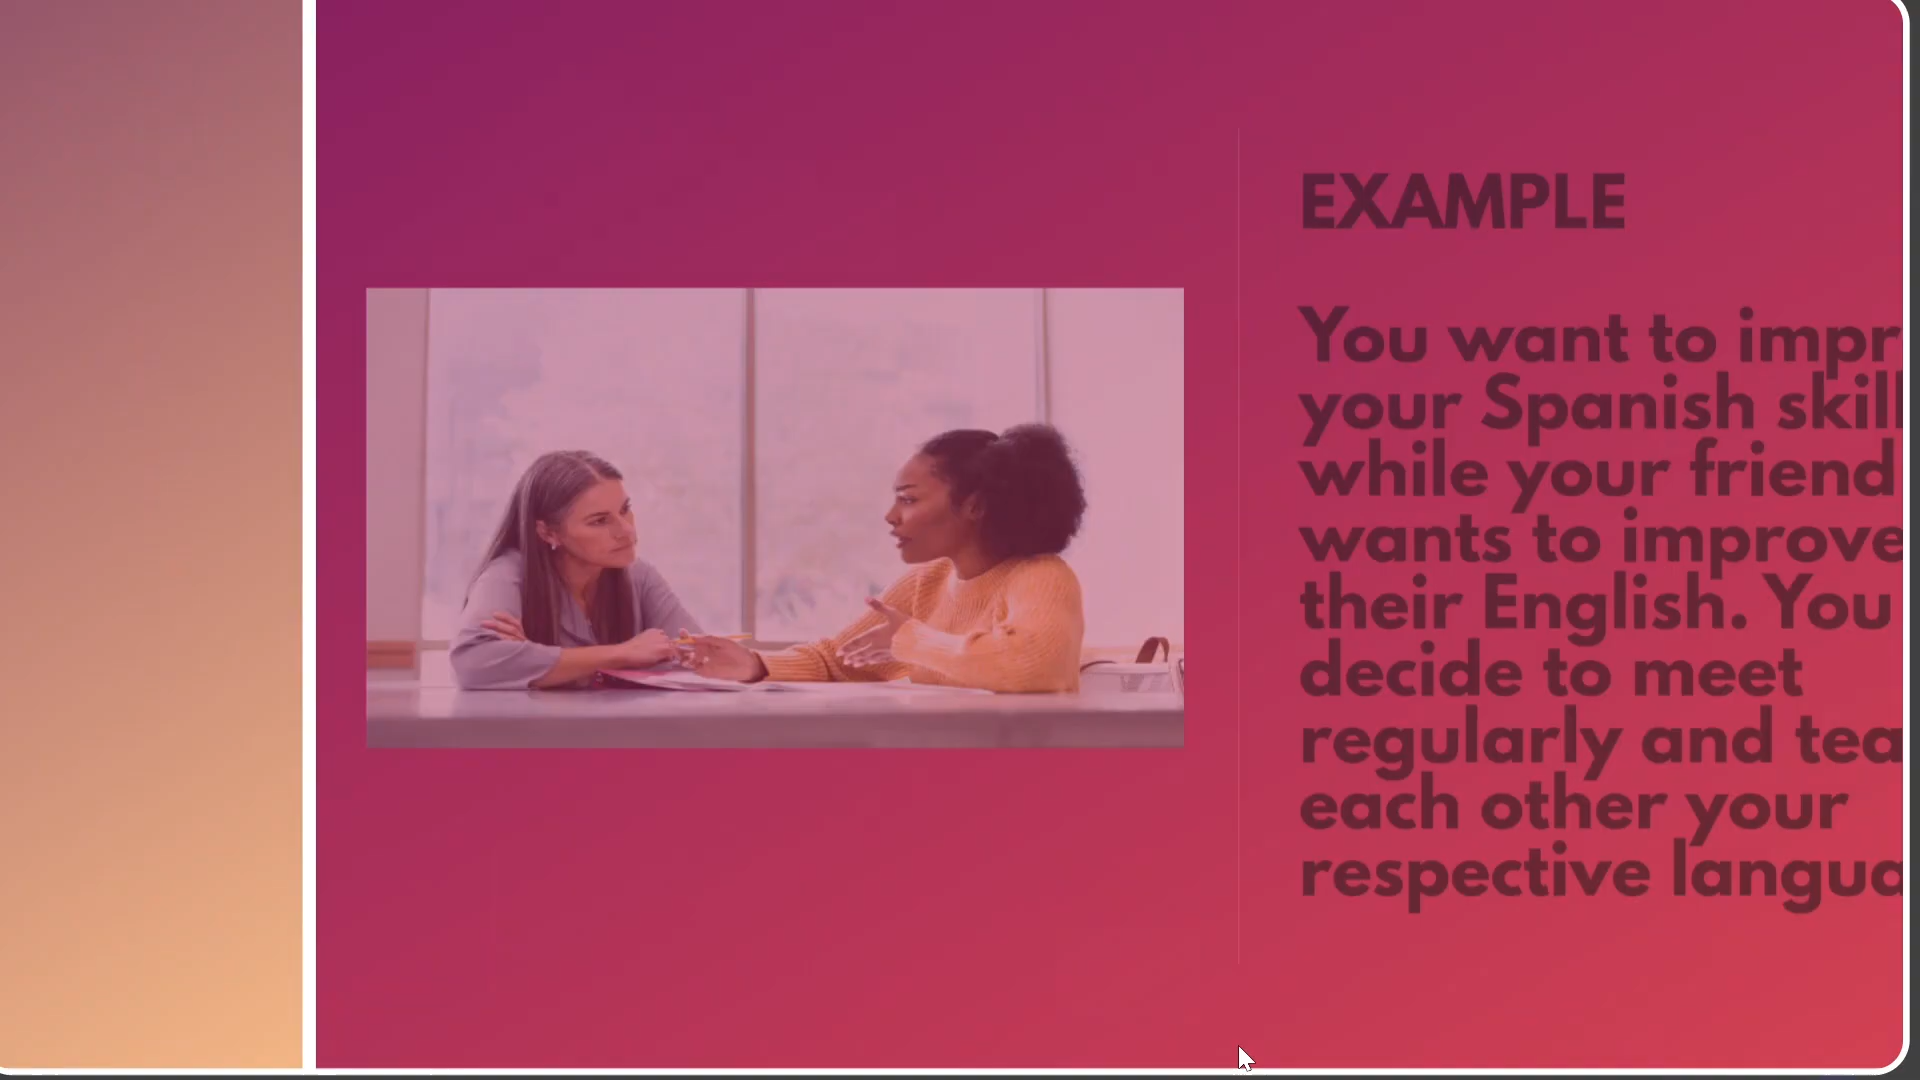 EXAMPLE
You want to impr
your Spanish skill
while your friend
wants to improve
their English. You
decide to meet
regularly and tea
each other your
respective langua